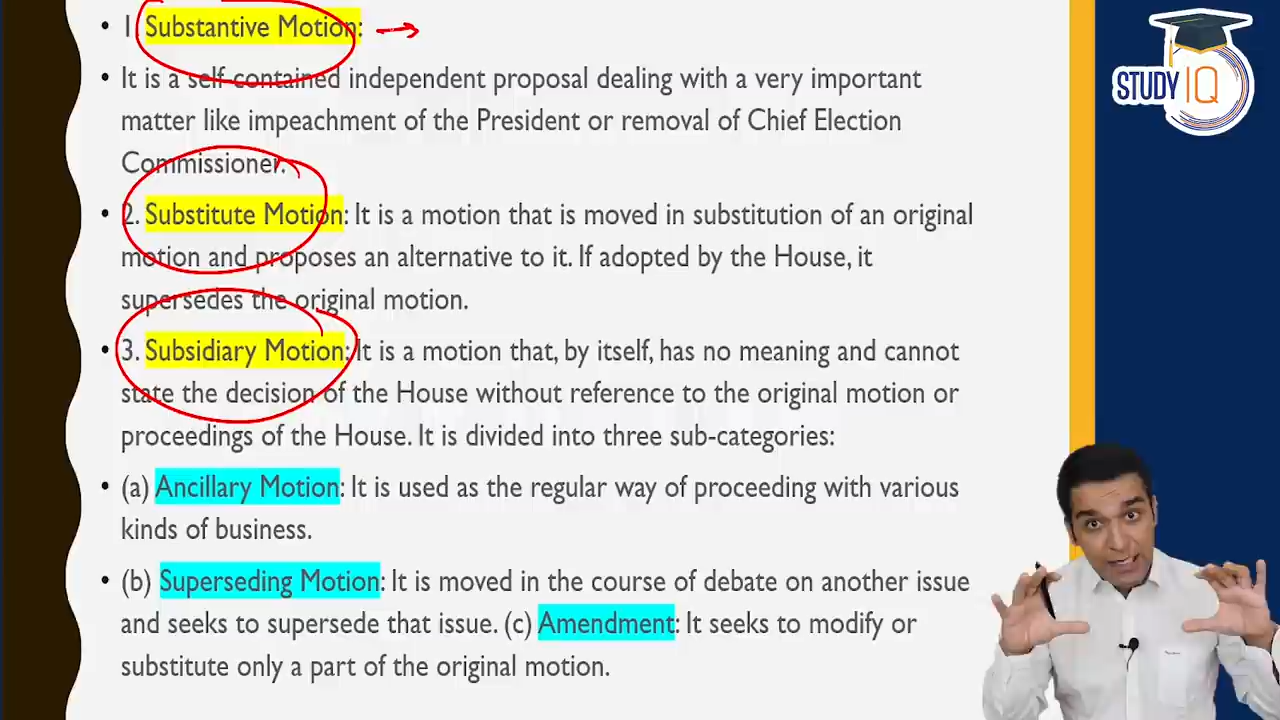 • 1. Substantive Motion:
• It is a self-contained independent proposal dealing with a very important
matter like impeachment of the President or removal of Chief Election
Commissioner.
• 2. Substitute Motion: It is a motion that is moved in substitution of an original
motion and proposes an alternative to it. If adopted by the House, it
supersedes the original motion.
• 3. Subsidiary Motion: It is a motion that, by itself, has no meaning and cannot
state the decision of the House without reference to the original motion or
proceedings of the House. It is divided into three sub-categories:
• (a) Ancillary Motion: It is used as the regular way of proceeding with various
kinds of business.
• (b) Superseding Motion: It is moved in the course of debate on another issue
and seeks to supersede that issue. (c) Amendment: It seeks to modify or
substitute only a part of the original motion.
STUDY IQ